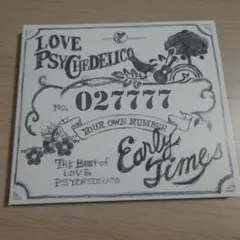 LOVE
PSYCHEDELICO
No. 027777
YOUR OWN NUMBER
Early
Times
THE BEST of
LOVE
PSYCHEDELICO